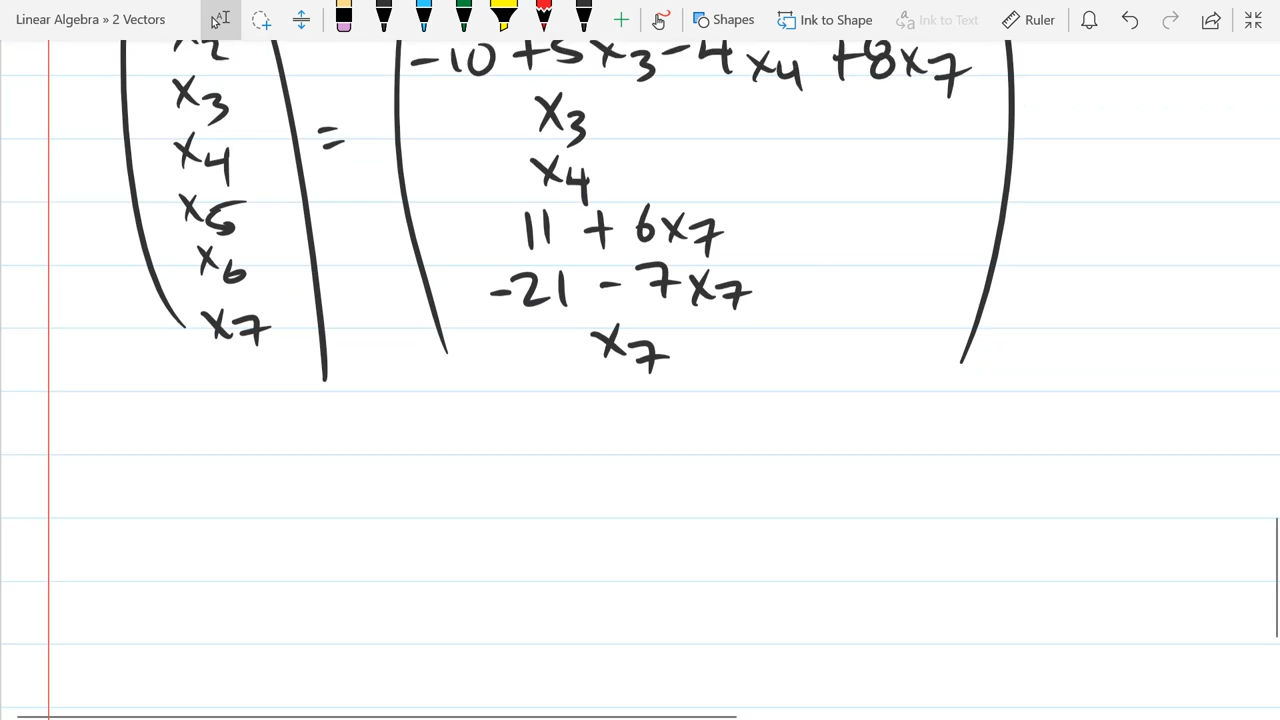 Linear Algebra » 2 Vectors Shapes Ink to Shape Ink to Text Ruler
x2 -10 + 5x3 - 4x4 + 8x7
x3 = x3
x4 x4
x5 11 + 6x7
x6 -21 - 7x7
x7 x7